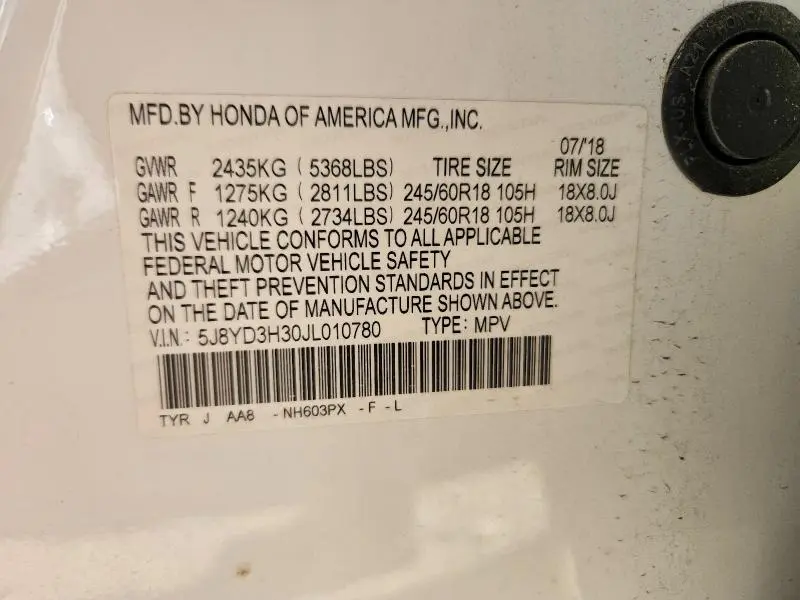 MFD.BY HONDA OF AMERICA MFG.,INC.
07/'18
GVWR 2435KG ( 5368LBS) TIRE SIZE RIM SIZE
GAWR F 1275KG ( 2811LBS) 245/60R18 105H 18X8.0J
GAWR R 1240KG ( 2734LBS) 245/60R18 105H 18X8.0J
THIS VEHICLE CONFORMS TO ALL APPLICABLE
FEDERAL MOTOR VEHICLE SAFETY
AND THEFT PREVENTION STANDARDS IN EFFECT
ON THE DATE OF MANUFACTURE SHOWN ABOVE.
V.I.N.: 5J8YD3H30JL010780 TYPE: MPV
TYR J AA8 -NH603PX -F -L